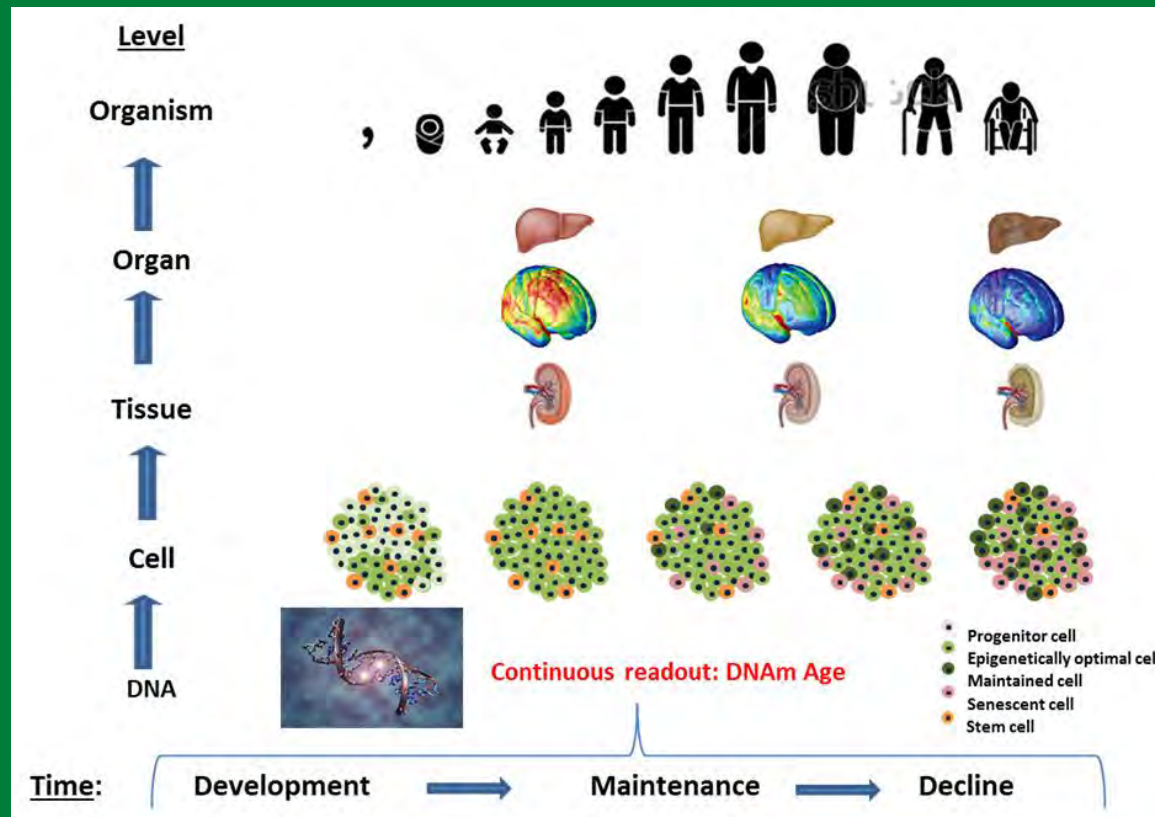 Level
Organism
Organ
Tissue
Cell
DNA
Continuous readout: DNAm Age
Progenitor cell
Epigenetically optimal cell
Maintained cell
Senescent cell
Stem cell
Time: Development Maintenance Decline